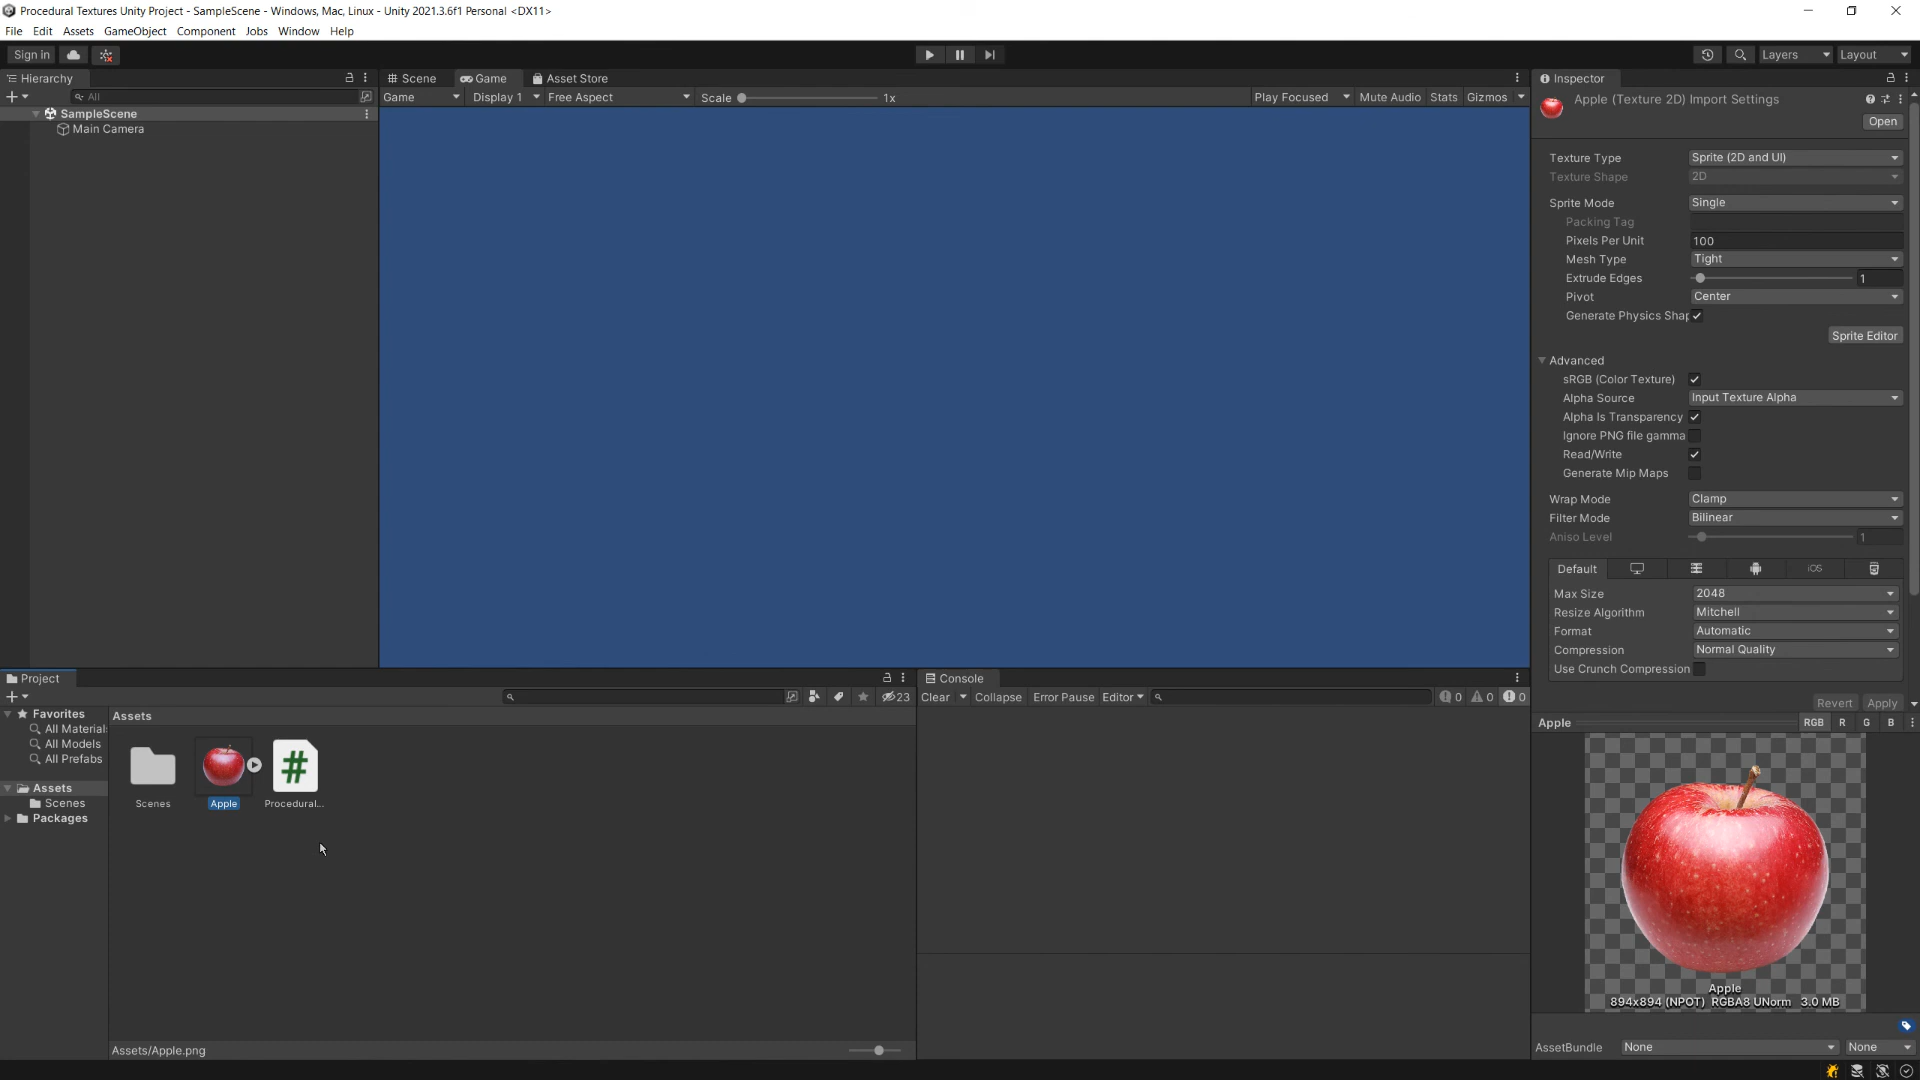 Procedural Textures Unity Project - SampleScene - Windows, Mac, Linux - Unity 2021.3.6f1 Personal <DX11>
File Edit Assets GameObject Component Jobs Window Help
Sign in
Layers Layout
Hierarchy
All
SampleScene
Main Camera
Scene Game Asset Store
Game Display 1 Free Aspect Scale 1x Play Focused Mute Audio Stats Gizmos
Inspector
Apple (Texture 2D) Import Settings
Open
Texture Type Sprite (2D and UI)
Texture Shape 2D
Sprite Mode Single
Packing Tag
Pixels Per Unit 100
Mesh Type Tight
Extrude Edges 1
Pivot Center
Generate Physics Shap
Sprite Editor
Advanced
sRGB (Color Texture)
Alpha Source Input Texture Alpha
Alpha Is Transparency
Ignore PNG file gamma
Read/Write
Generate Mip Maps
Wrap Mode Clamp
Filter Mode Bilinear
Aniso Level 1
Default iOS
Max Size 2048
Resize Algorithm Mitchell
Format Automatic
Compression Normal Quality
Use Crunch Compression
Revert Apply
Apple RGB R G B
Apple
894x894 (NPOT) RGBA8 UNorm 3.0 MB
AssetBundle None None
Project
23
Favorites
All Material
All Models
All Prefabs
Assets
Scenes
Packages
Assets
Scenes Apple Procedural...
Assets/Apple.png
Console
Clear Collapse Error Pause Editor 0 0 0